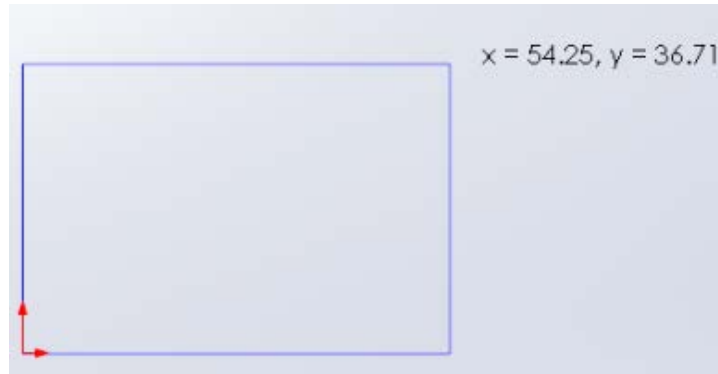 x = 54.25, y = 36.71